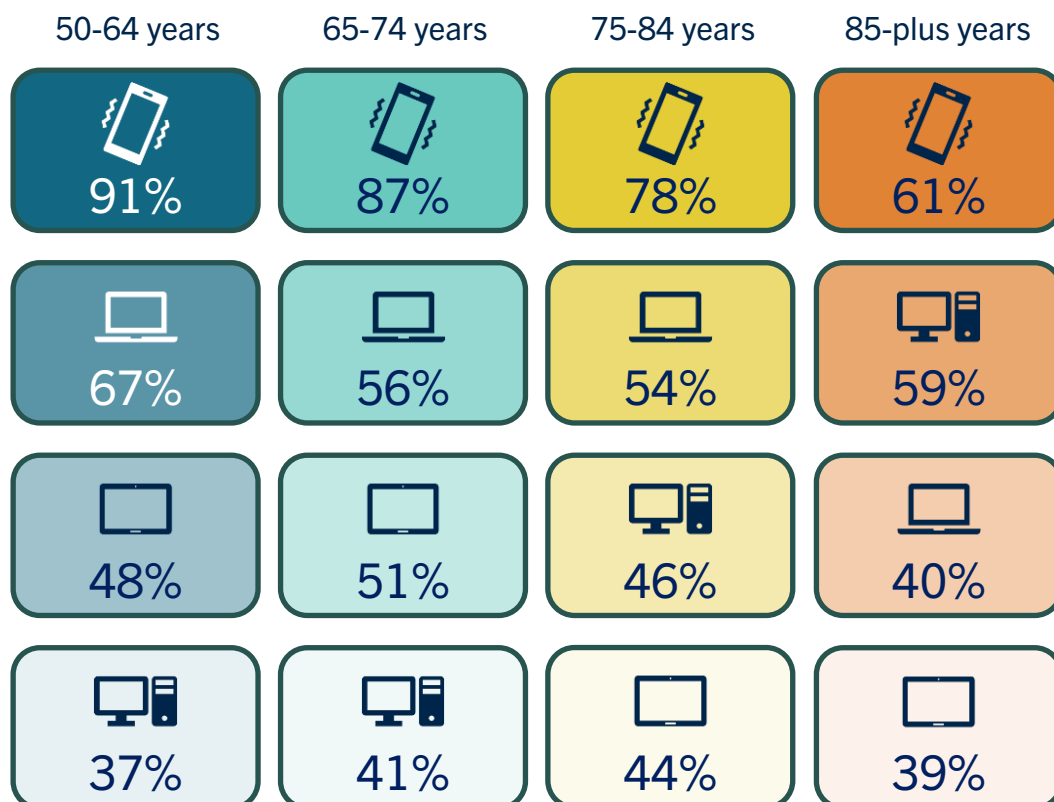 50-64 years 65-74 years 75-84 years 85-plus years
91% 87% 78% 61%
67% 56% 54% 59%
48% 51% 46% 40%
37% 41% 44% 39%